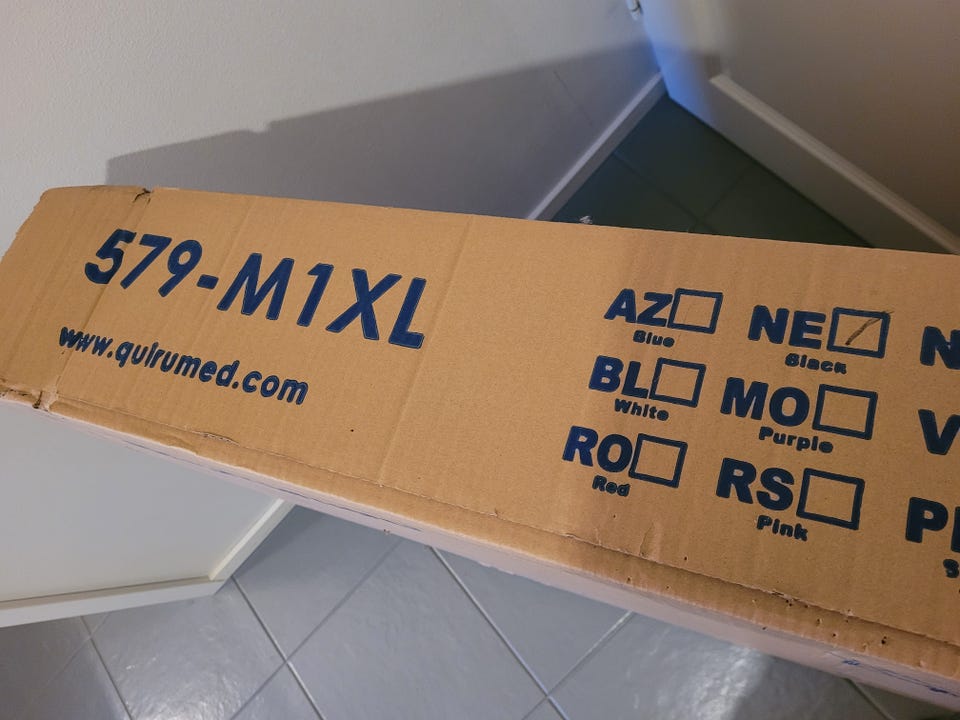 579-M1XL
www.quirumed.com
AZ NE N
Blue Black
BL MO V
White Purple
RO RS
Red Pink